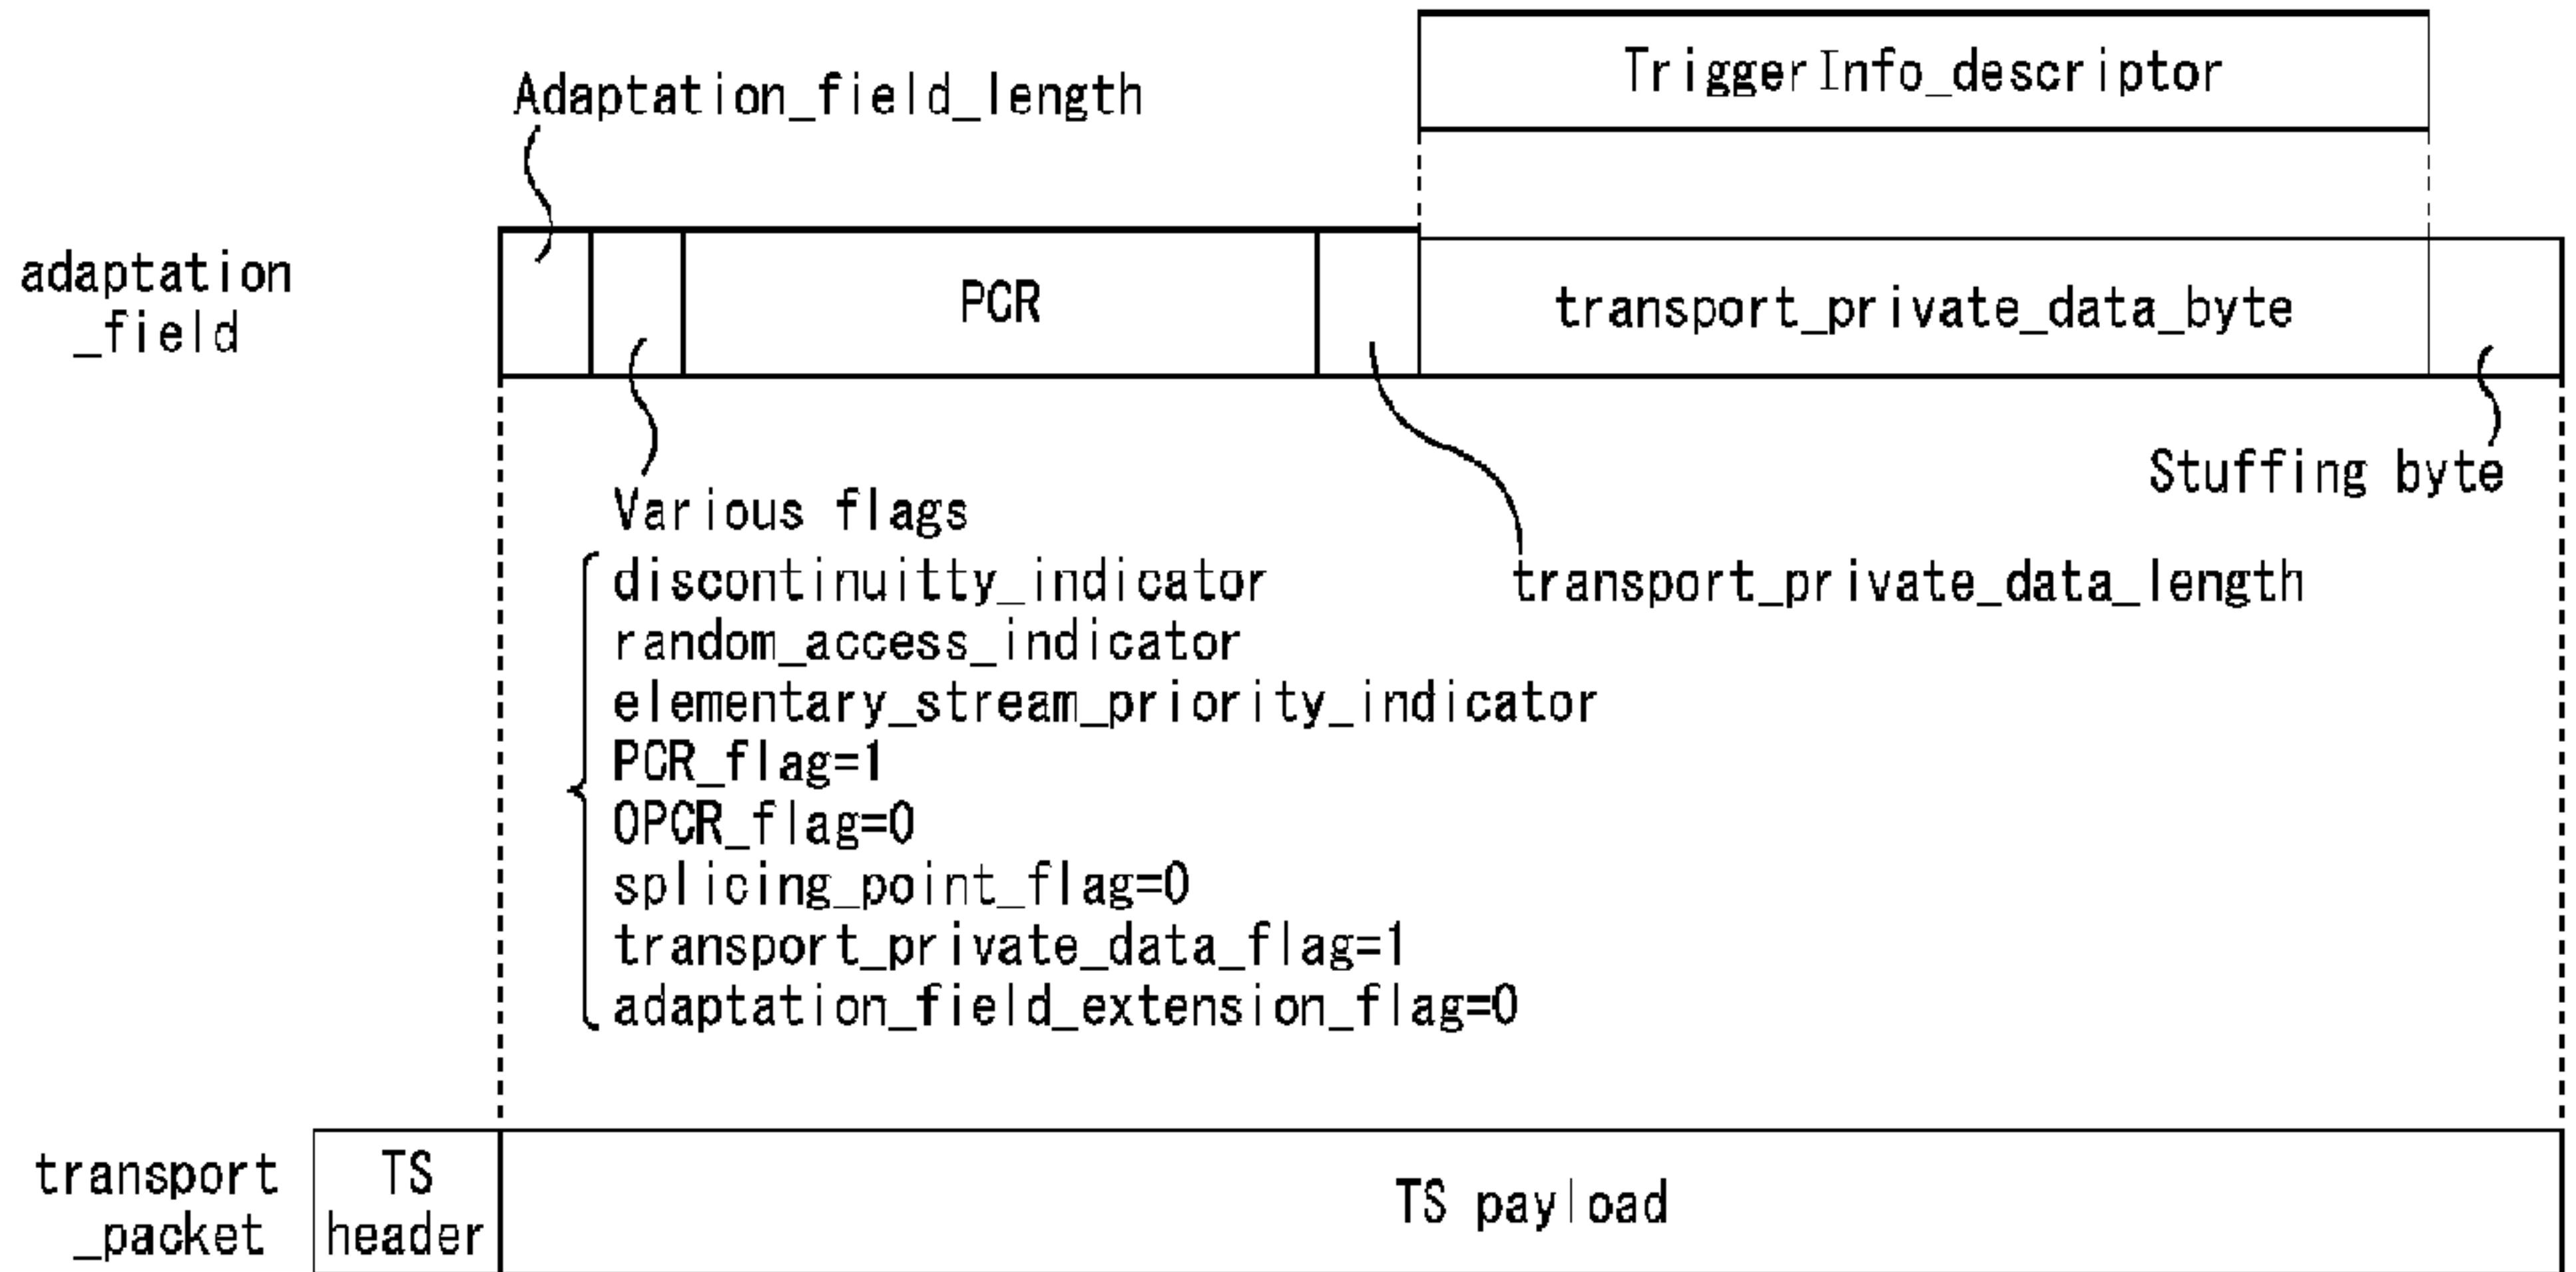 TriggerInfo_descriptor
Adaptation_field_length
adaptation
_field
PCR
transport_private_data_byte
Stuffing byte
Various flags
transport_private_data_length
discontinuitty_indicator
random_access_indicator
elementary_stream_priority_indicator
PCR_flag=1
OPCR_flag=0
splicing_point_flag=0
transport_private_data_flag=1
adaptation_field_extension_flag=0
transport
_packet
TS
header
TS payload